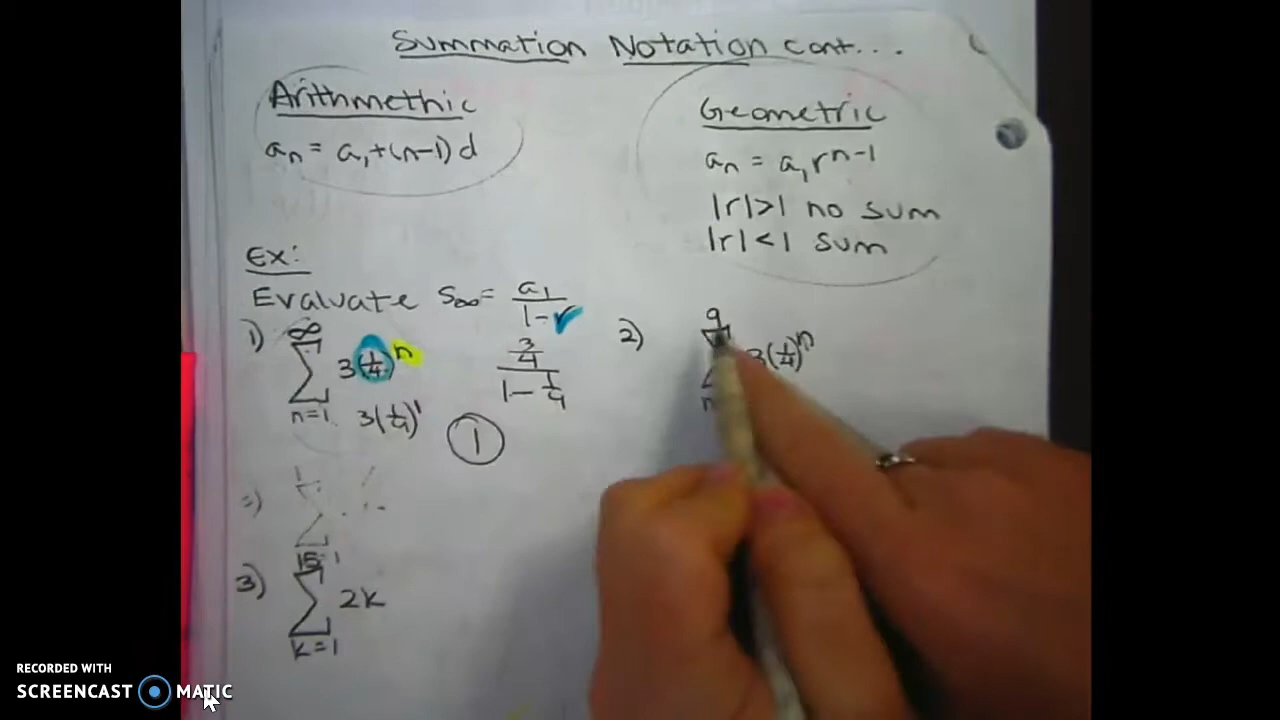 Summation Notation cont...
Arithmethic
aₙ = a₁+(n-1)d
Geometric
aₙ = a₁rⁿ⁻¹
|r|>1 no sum
|r|<1 sum
Ex:
Evaluate S∞ = a₁/(1-r)
1) ∞ Σ n=1 3(1/4)ⁿ
3(1/4)¹
(3/4)/(1-1/4)
1
2) 9 Σ n 3(1/4)ⁿ
3) 15 Σ k=1 2k
RECORDED WITH
SCREENCAST MATIC